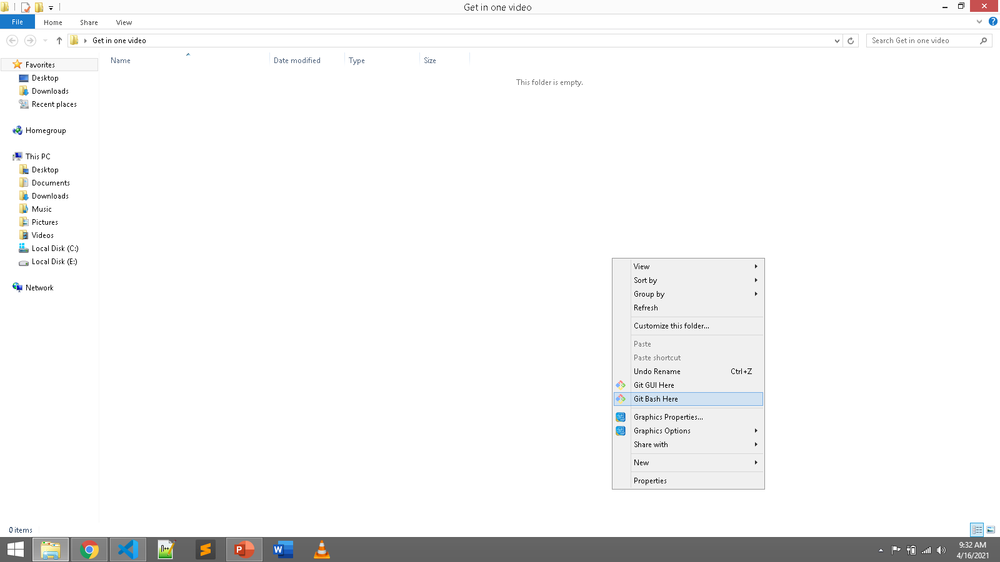 Get in one video
File Home Share View
Get in one video
Search Get in one video
Name Date modified Type Size
This folder is empty.
Favorites
Desktop
Downloads
Recent places
Homegroup
This PC
Desktop
Documents
Downloads
Music
Pictures
Videos
Local Disk (C:)
Local Disk (E:)
Network
View
Sort by
Group by
Refresh
Customize this folder...
Paste
Paste shortcut
Undo Rename Ctrl+Z
Git GUI Here
Git Bash Here
Graphics Properties...
Graphics Options
Share with
New
Properties
0 items
9:32 AM
4/16/2021